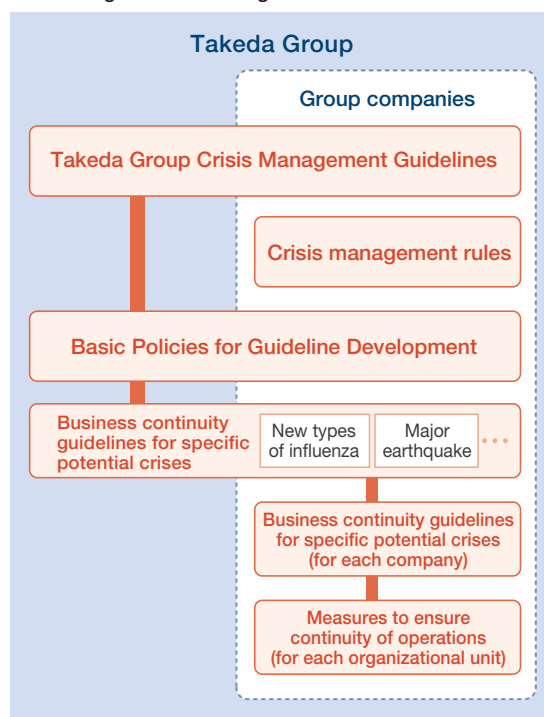 Takeda Group
Group companies
Takeda Group Crisis Management Guidelines
Crisis management rules
Basic Policies for Guideline Development
Business continuity
guidelines for specific
potential crises
New types
of influenza
Major
earthquake
...
Business continuity guidelines
for specific potential crises
(for each company)
Measures to ensure
continuity of operations
(for each organizational unit)